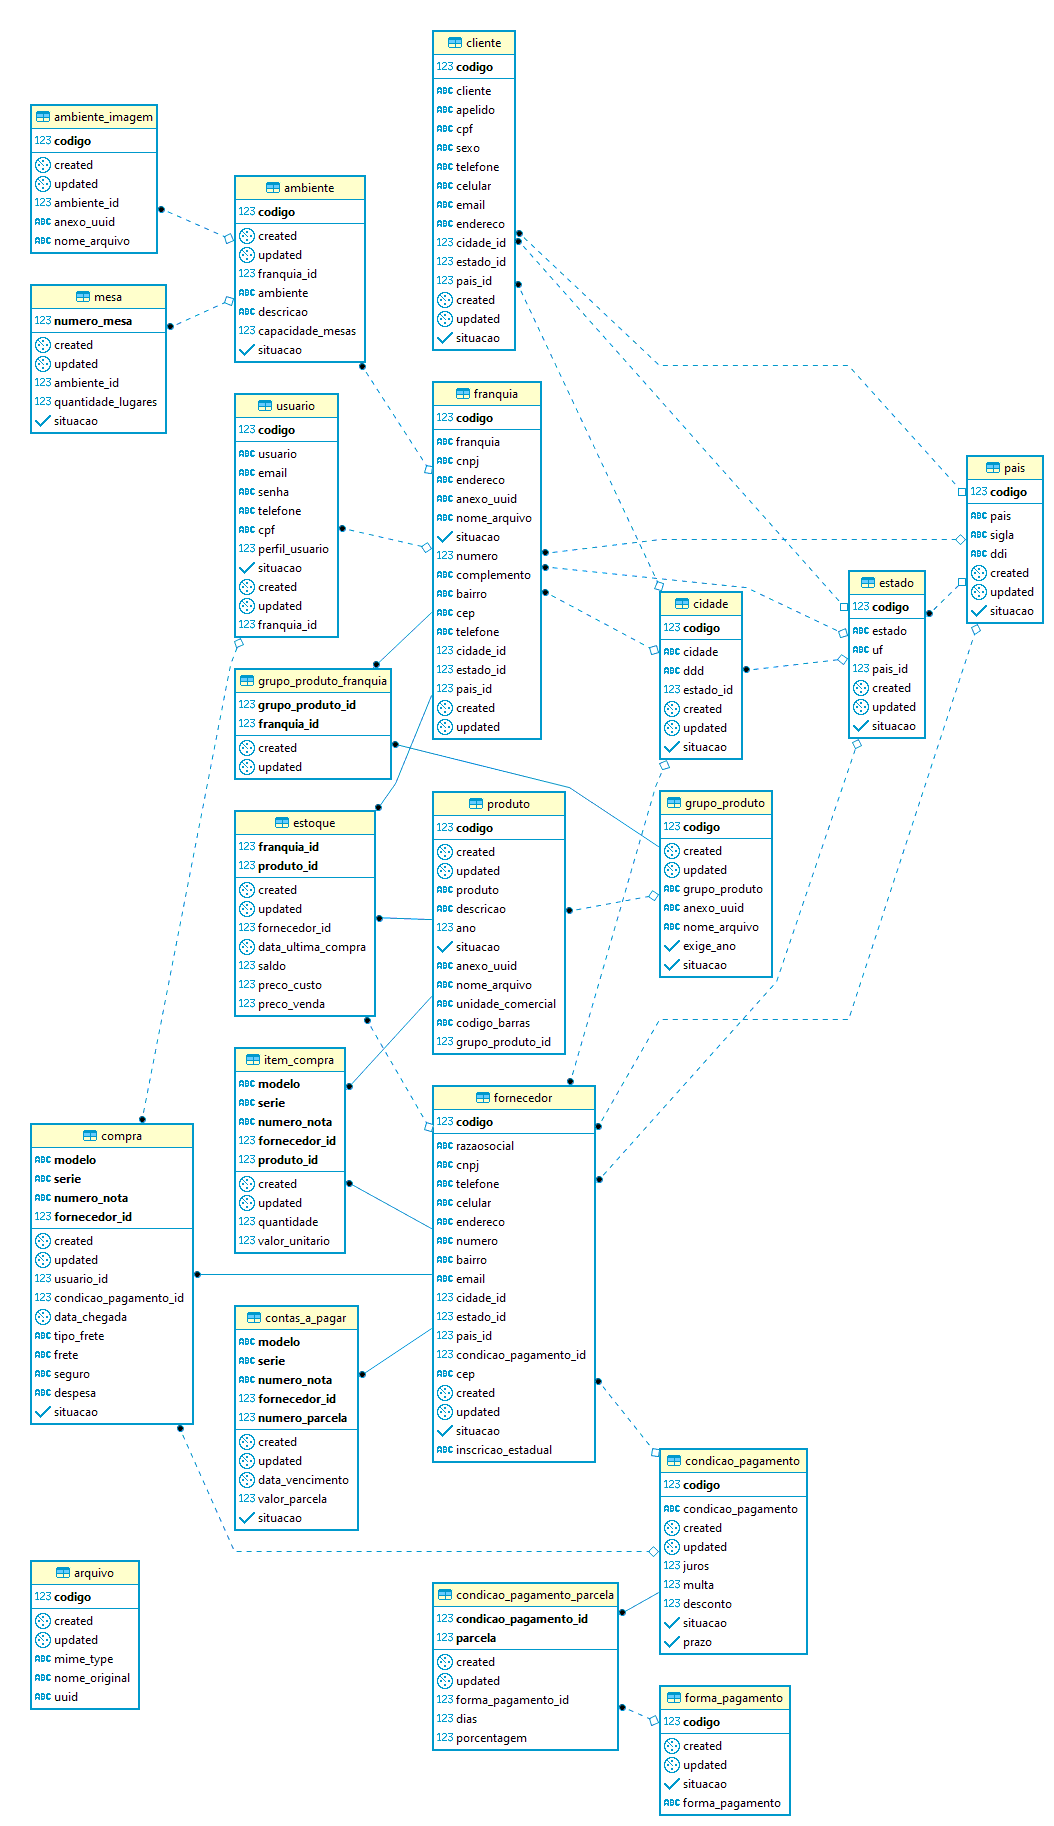 cliente
123 codigo
ABC cliente
ABC apelido
ABC cpf
ABC sexo
ABC telefone
ABC celular
ABC email
ABC endereco
123 cidade_id
123 estado_id
123 pais_id
created
updated
situacao
ambiente_imagem
123 codigo
created
updated
123 ambiente_id
ABC anexo_uuid
ABC nome_arquivo
ambiente
123 codigo
created
updated
123 franquia_id
ABC ambiente
ABC descricao
123 capacidade_mesas
situacao
mesa
123 numero_mesa
created
updated
123 ambiente_id
123 quantidade_lugares
situacao
usuario
123 codigo
ABC usuario
ABC email
ABC senha
ABC telefone
ABC cpf
123 perfil_usuario
situacao
created
updated
123 franquia_id
franquia
123 codigo
ABC franquia
ABC cnpj
ABC endereco
ABC anexo_uuid
ABC nome_arquivo
situacao
123 numero
ABC complemento
ABC bairro
ABC cep
ABC telefone
123 cidade_id
123 estado_id
123 pais_id
created
updated
pais
123 codigo
ABC pais
ABC sigla
ABC ddi
created
updated
situacao
estado
123 codigo
ABC estado
ABC uf
123 pais_id
created
updated
situacao
cidade
123 codigo
ABC cidade
ABC ddd
123 estado_id
created
updated
situacao
grupo_produto_franquia
123 grupo_produto_id
123 franquia_id
created
updated
estoque
123 franquia_id
123 produto_id
created
updated
123 fornecedor_id
data_ultima_compra
123 saldo
123 preco_custo
123 preco_venda
produto
123 codigo
created
updated
ABC produto
ABC descricao
123 ano
situacao
ABC anexo_uuid
ABC nome_arquivo
ABC unidade_comercial
ABC codigo_barras
123 grupo_produto_id
grupo_produto
123 codigo
created
updated
ABC grupo_produto
ABC anexo_uuid
ABC nome_arquivo
exige_ano
situacao
item_compra
ABC modelo
ABC serie
ABC numero_nota
123 fornecedor_id
123 produto_id
created
updated
123 quantidade
123 valor_unitario
fornecedor
123 codigo
ABC razaosocial
ABC cnpj
ABC telefone
ABC celular
ABC endereco
ABC numero
ABC bairro
ABC email
123 cidade_id
123 estado_id
123 pais_id
123 condicao_pagamento_id
ABC cep
created
updated
situacao
ABC inscricao_estadual
compra
ABC modelo
ABC serie
ABC numero_nota
123 fornecedor_id
created
updated
123 usuario_id
123 condicao_pagamento_id
data_chegada
ABC tipo_frete
ABC frete
ABC seguro
ABC despesa
situacao
contas_a_pagar
ABC modelo
ABC serie
ABC numero_nota
123 fornecedor_id
123 numero_parcela
created
updated
data_vencimento
123 valor_parcela
situacao
condicao_pagamento
123 codigo
ABC condicao_pagamento
created
updated
123 juros
123 multa
123 desconto
situacao
prazo
arquivo
123 codigo
created
updated
ABC mime_type
ABC nome_original
ABC uuid
condicao_pagamento_parcela
123 condicao_pagamento_id
123 parcela
created
updated
123 forma_pagamento_id
123 dias
123 porcentagem
forma_pagamento
123 codigo
created
updated
situacao
ABC forma_pagamento